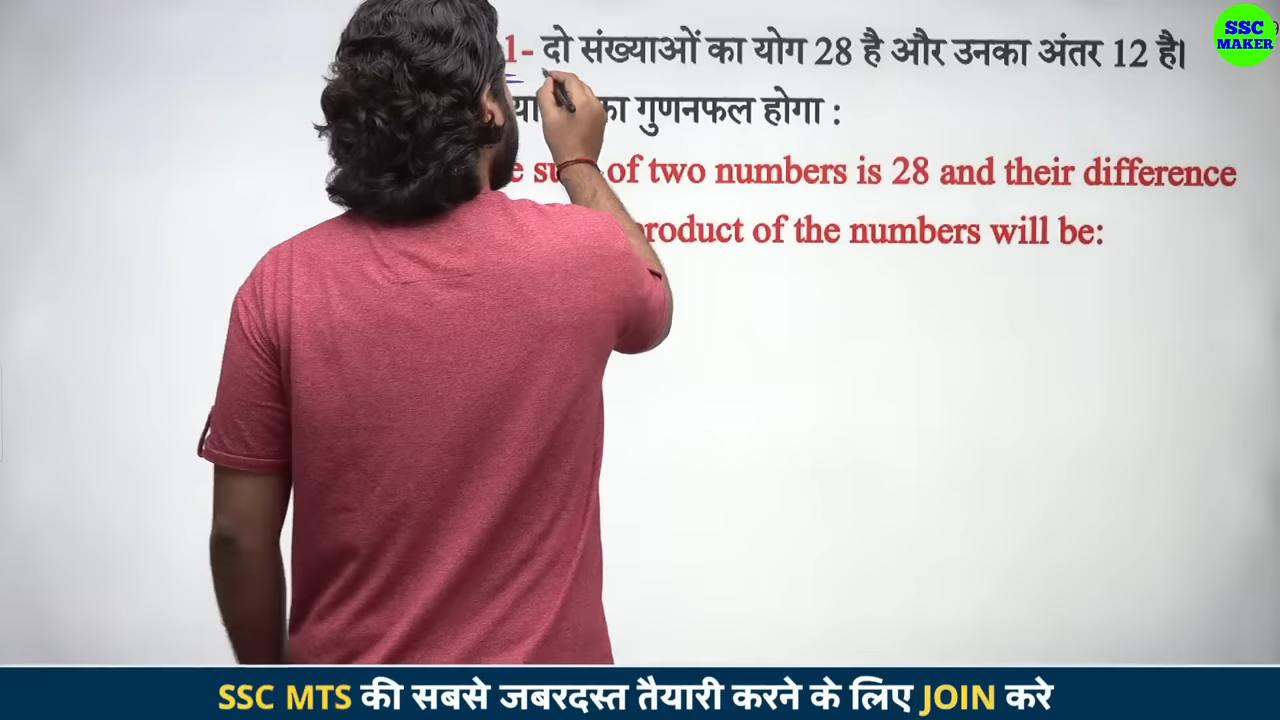 SSC
MAKER
1- दो संख्याओं का योग 28 है और उनका अंतर 12 है।
का गुणनफल होगा :
of two numbers is 28 and their difference
product of the numbers will be:
SSC MTS की सबसे जबरदस्त तैयारी करने के लिए JOIN करे